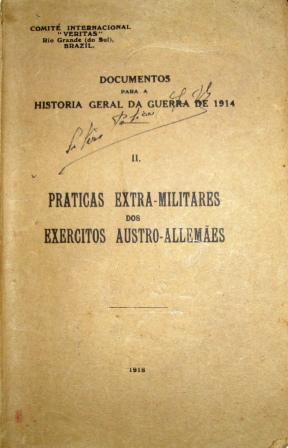 COMITÉ INTERNACIONAL
"VERITAS"
Rio Grande (do Sul),
BRAZIL.
DOCUMENTOS
PARA A
HISTORIA GERAL DA GUERRA DE 1914
II.
PRATICAS EXTRA-MILITARES
DOS
EXERCITOS AUSTRO-ALLEMÃES